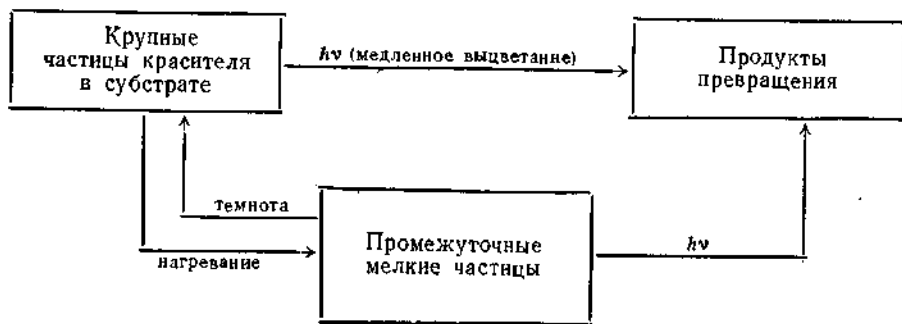 Крупные
частицы красителя
в субстрате
hν (медленное выцветание)
Продукты
превращения
темнота
нагревание
Промежуточные
мелкие частицы
hν